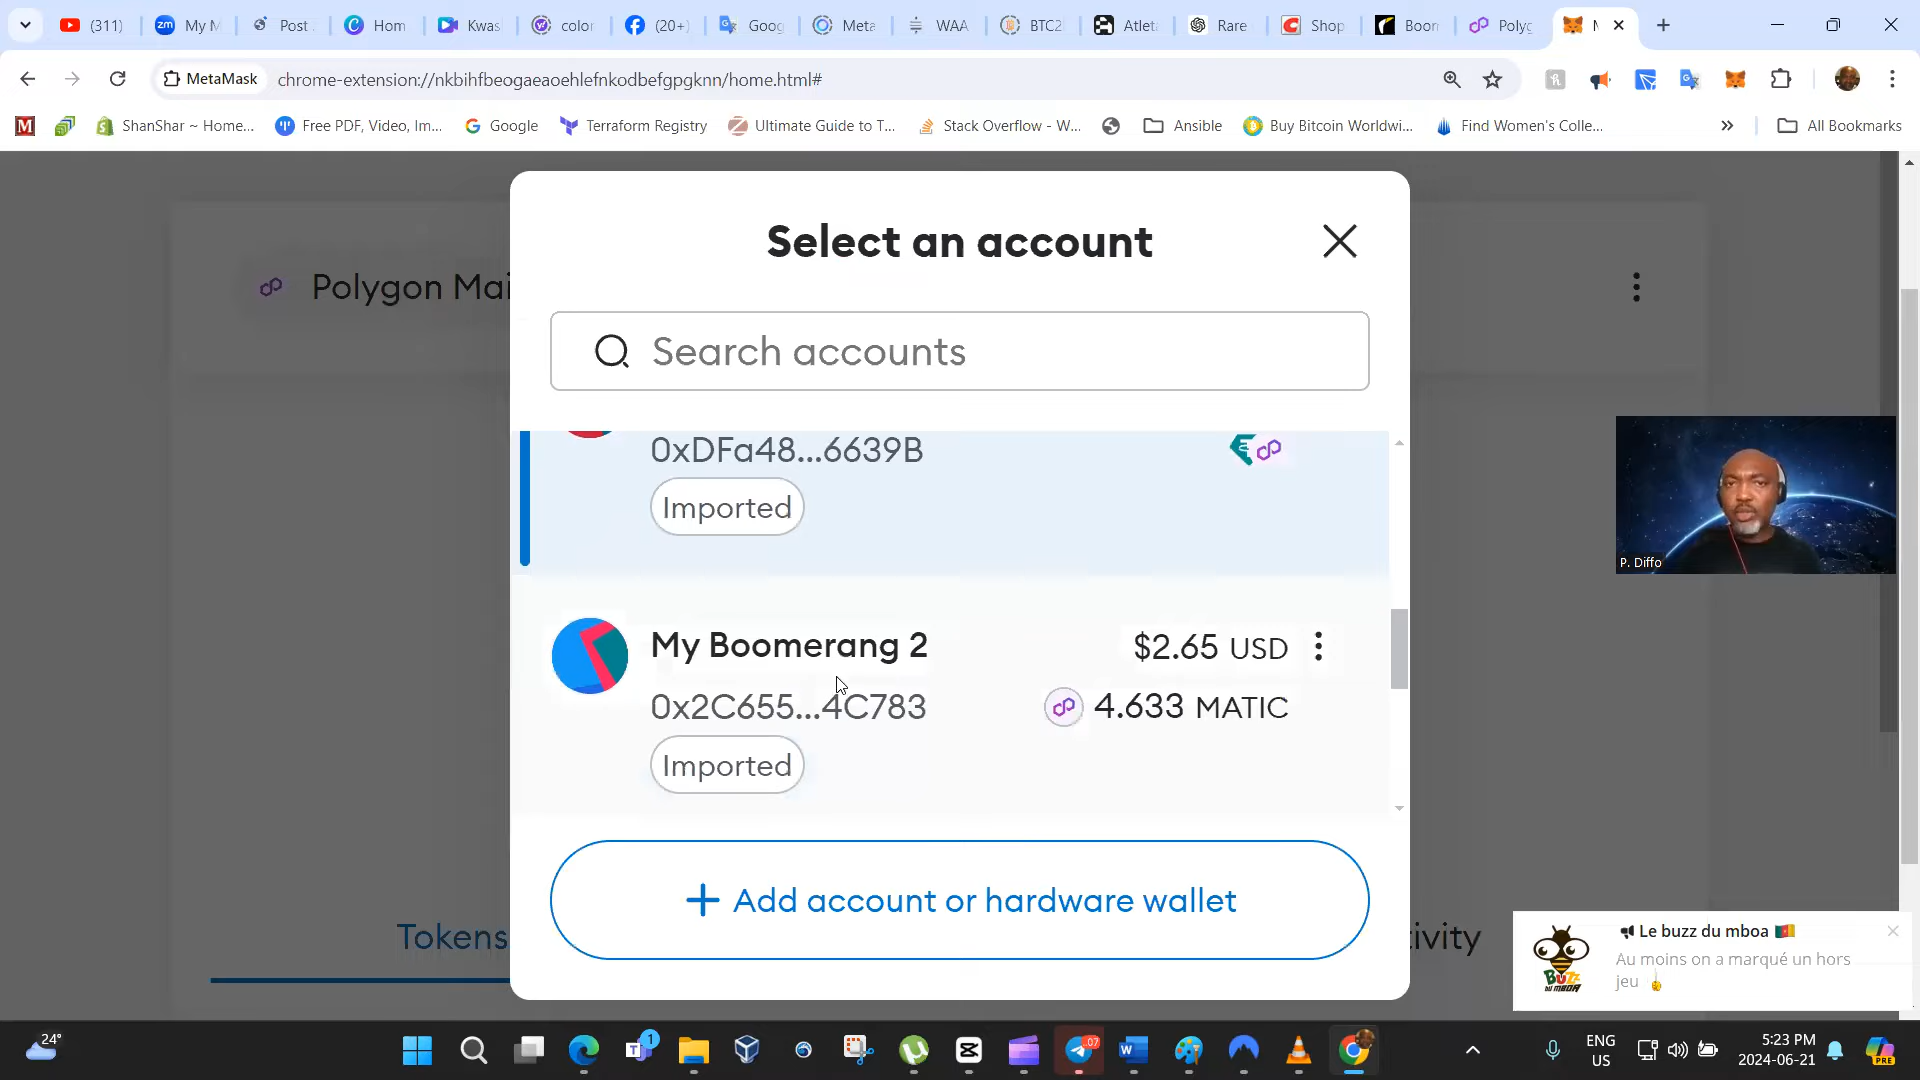 (311)
My M
Post
Hom
Kwas
color
(20+)
Goog
Meta
WAA
BTC2
Atleta
Rare
Shop
Boom
Polyg
MetaMask
chrome-extension://nkbihfbeogaeaoehlefnkodbefgpgknn/home.html#
ShanShar ~ Home...
Free PDF, Video, Im...
Google
Terraform Registry
Ultimate Guide to T...
Stack Overflow - W...
Ansible
Buy Bitcoin Worldwi...
Find Women's Colle...
All Bookmarks
Select an account
Polygon Mai
Search accounts
0xDFa48...6639B
Imported
My Boomerang 2
$2.65 USD
0x2C655...4C783
4.633 MATIC
Imported
P. Diffo
Add account or hardware wallet
Tokens
tivity
Le buzz du mboa
Au moins on a marqué un hors
jeu
24°
ENG
US
5:23 PM
2024-06-21